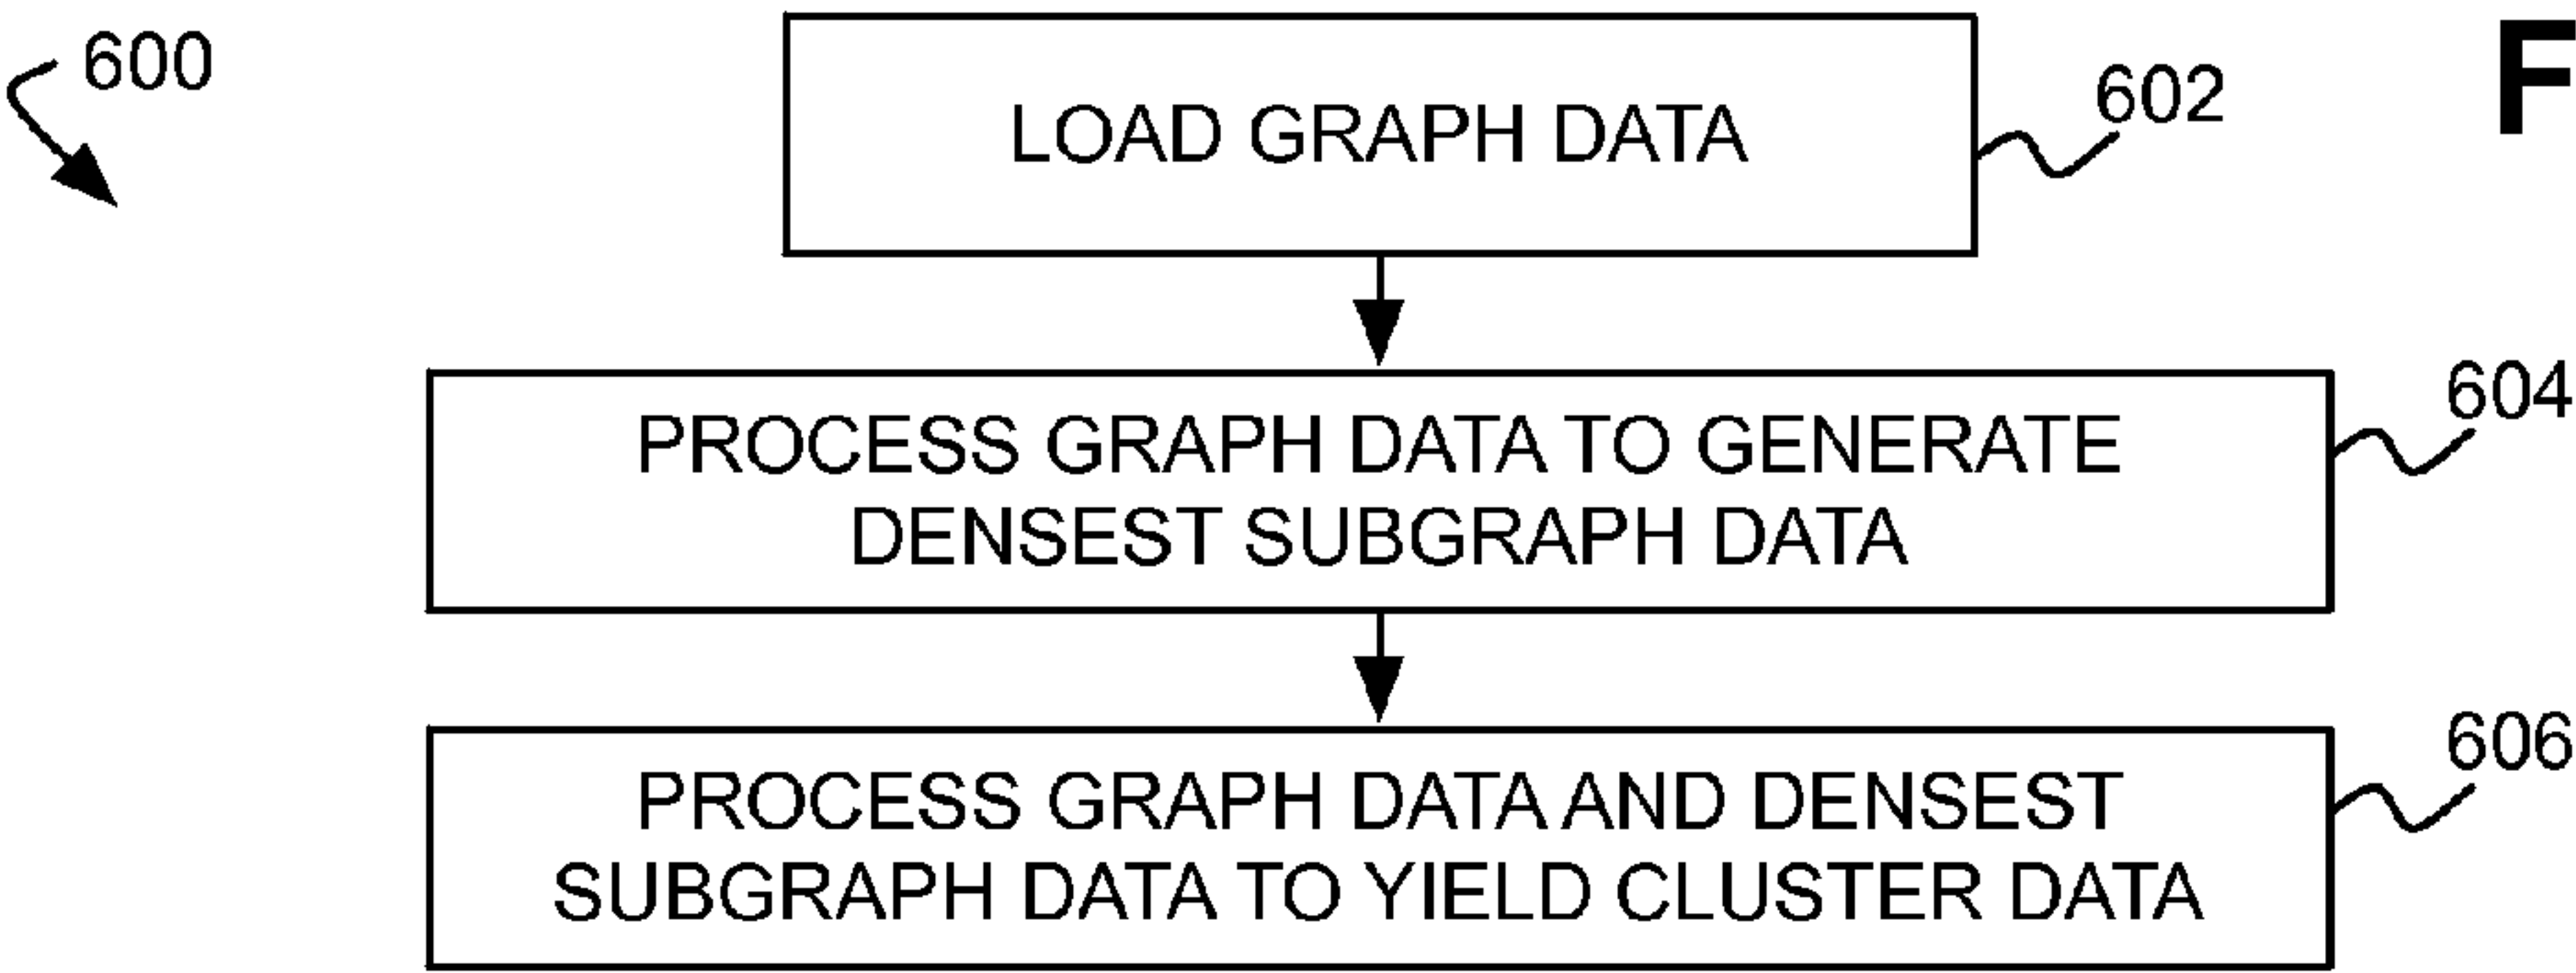 600
LOAD GRAPH DATA
602
F
PROCESS GRAPH DATA TO GENERATE
DENSEST SUBGRAPH DATA
604
PROCESS GRAPH DATA AND DENSEST
SUBGRAPH DATA TO YIELD CLUSTER DATA
606